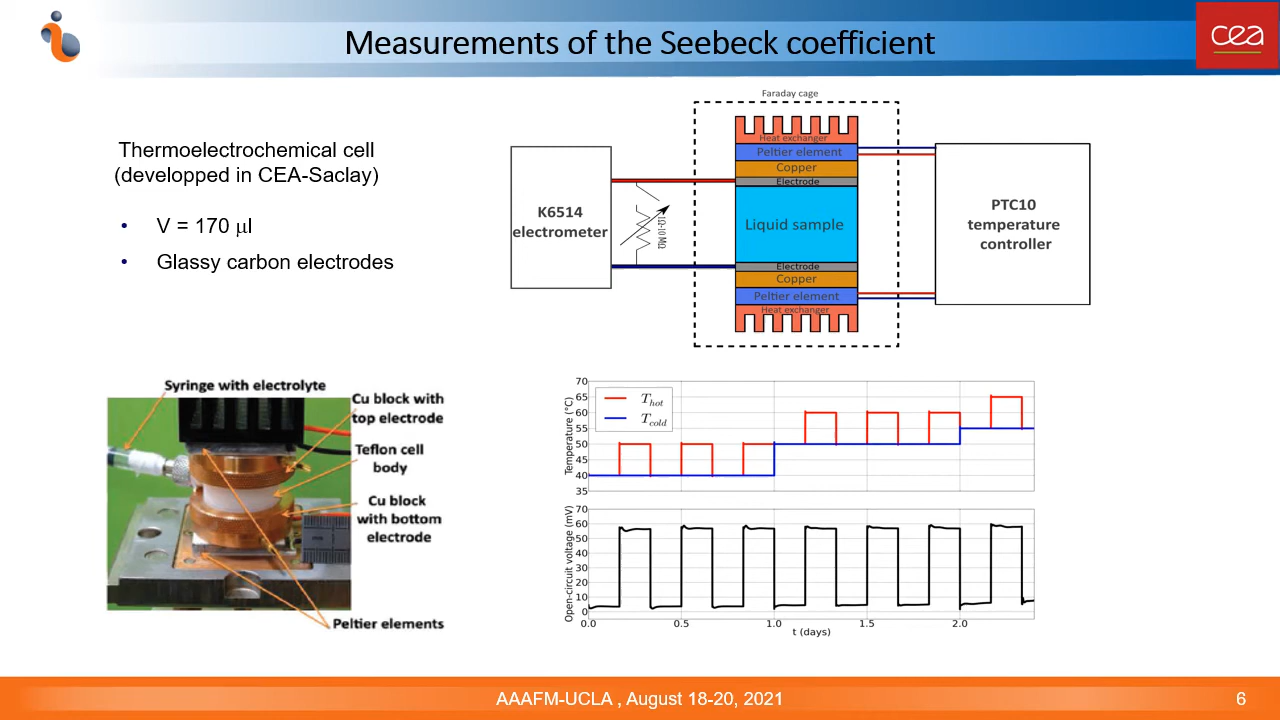 Measurements of the Seebeck coefficient
cea
Thermoelectrochemical cell
(developped in CEA-Saclay)
• V = 170 µl
• Glassy carbon electrodes
Faraday cage
Heat exchanger
Peltier element
Copper
Electrode
Liquid sample
Electrode
Copper
Peltier element
Heat exchanger
K6514
electrometer
1Ω-10 MΩ
PTC10
temperature
controller
Syringe with electrolyte
Cu block with
top electrode
Teflon cell
body
Cu block
with bottom
electrode
Peltier elements
Temperature (°C)
70
65
60
55
50
45
40
35
T_hot
T_cold
Open-circuit voltage (mV)
70
60
50
40
30
20
10
0
0.0 0.5 1.0 1.5 2.0
t (days)
AAAFM-UCLA , August 18-20, 2021
6